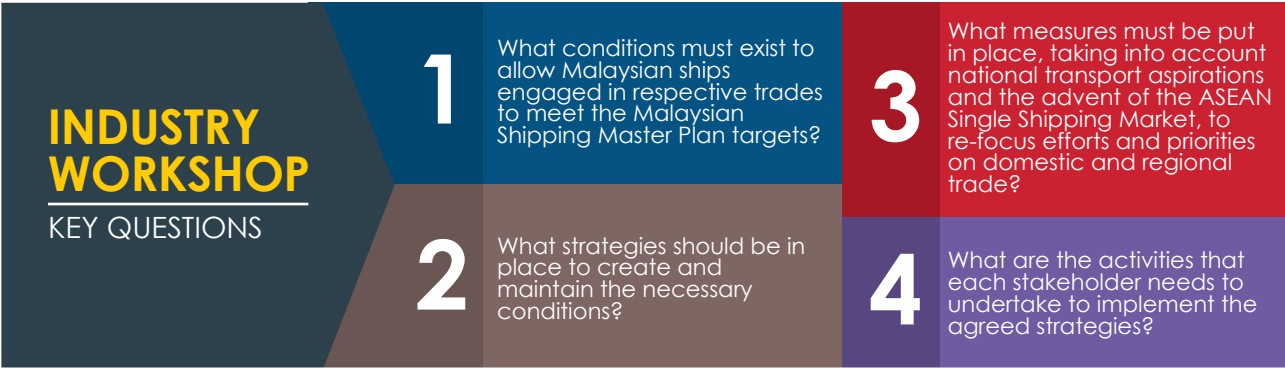 INDUSTRY
WORKSHOP
KEY QUESTIONS
1
What conditions must exist to
allow Malaysian ships
engaged in respective trades
to meet the Malaysian
Shipping Master Plan targets?
2
What strategies should be in
place to create and
maintain the necessary
conditions?
3
What measures must be put
in place, taking into account
national transport aspirations
and the advent of the ASEAN
Single Shipping Market, to
re-focus efforts and priorities
on domestic and regional
trade?
4
What are the activities that
each stakeholder needs to
undertake to implement the
agreed strategies?